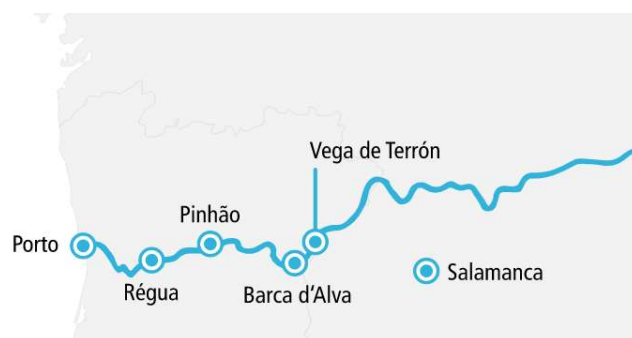 Vega de Terrón
Pinhão
Porto
Régua
Barca d'Alva
Salamanca